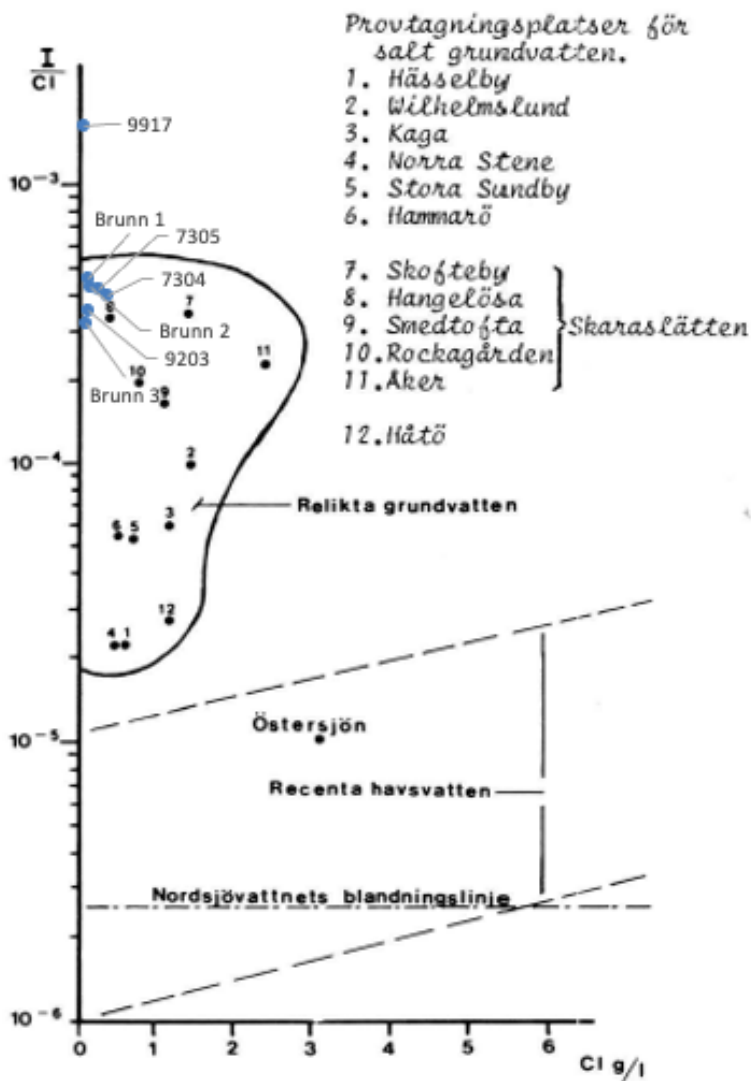 Provtagningsplatser för
salt grundvatten.
1. Hässelby
2. Wilhelmslund
3. Kaga
4. Norra Stene
5. Stora Sundby
6. Hammarö
7. Skofteby
8. Hangelösa
9. Smedtofta
10. Rockagården
11. Åker
Skaraslätten
12. Håtö
I
Cl
9917
10⁻³
Brunn 1
7305
7304
8
7
Brunn 2
9203
11
10
Brunn 3
9
10⁻⁴
2
Relikta grundvatten
6
5
3
12
4
1
10⁻⁵
Östersjön
Recenta havsvatten
Nordsjövattnets blandningslinje
10⁻⁶
0
1
2
3
4
5
6
Cl g/l